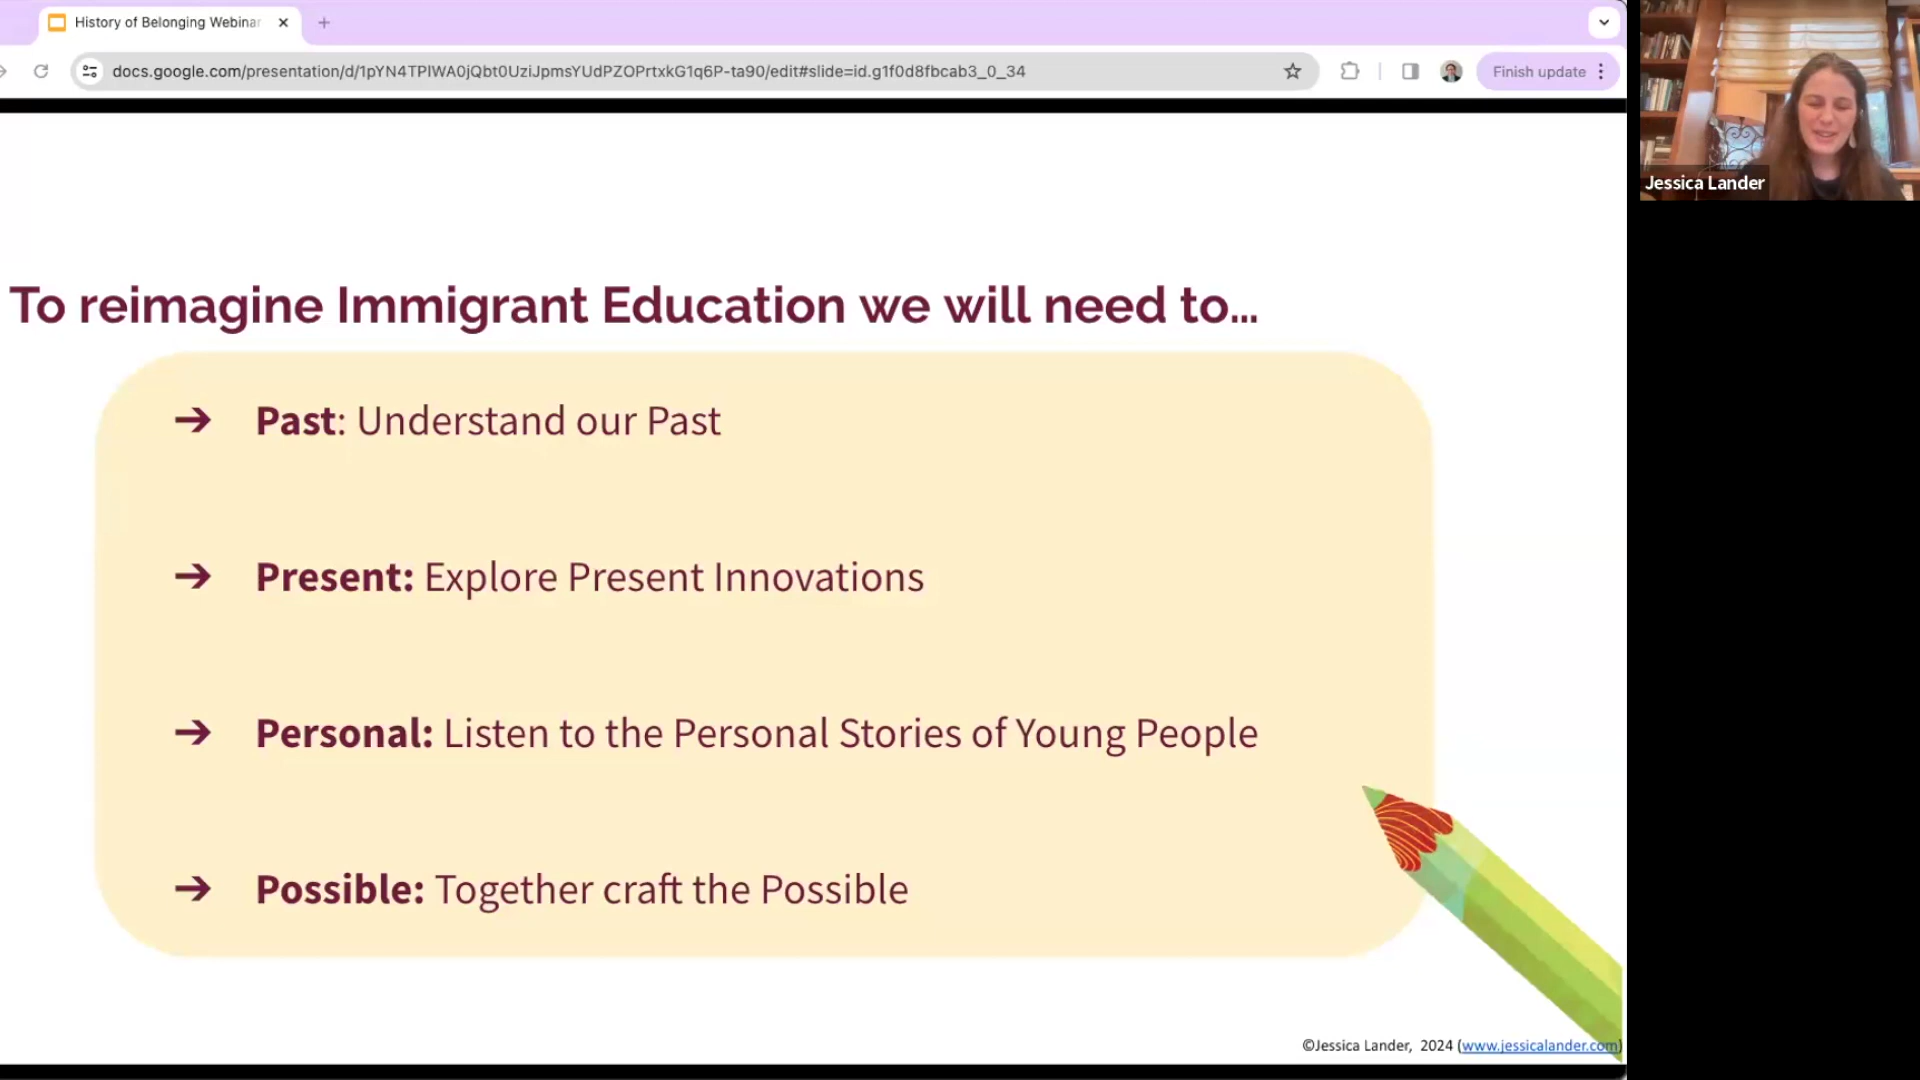 History of Belonging Webinar
docs.google.com/presentation/d/1pYN4TPlWA0jQbt0UziJpmsYUdPZOPrtxkG1q6P-ta90/edit#slide=id.g1f0d8fbcab3_0_34
Finish update
Jessica Lander
To reimagine Immigrant Education we will need to...
➔ Past: Understand our Past
➔ Present: Explore Present Innovations
➔ Personal: Listen to the Personal Stories of Young People
➔ Possible: Together craft the Possible
©Jessica Lander, 2024 (www.jessicalander.com)